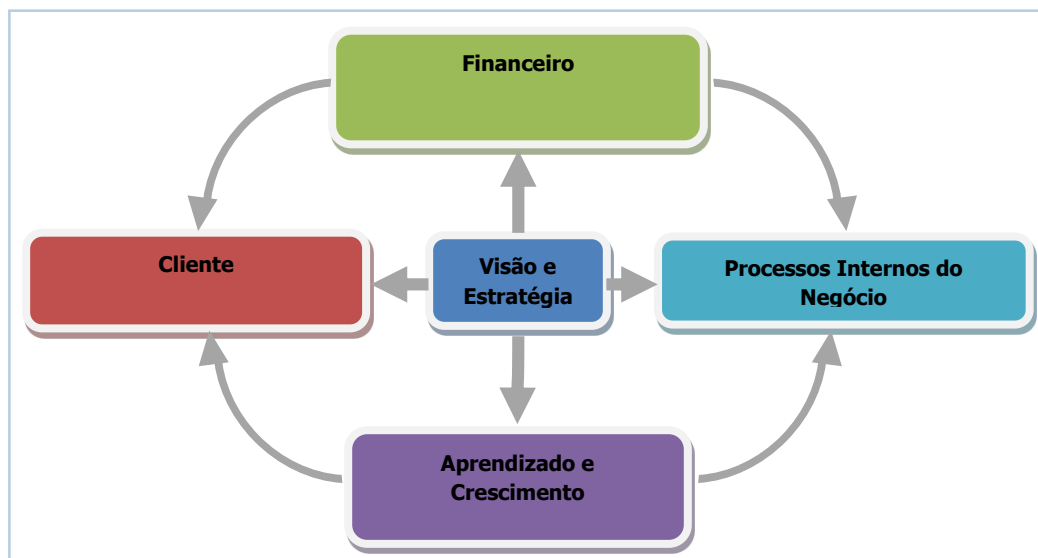 Financeiro
Cliente
Visão e
Estratégia
Processos Internos do
Negócio
Aprendizado e
Crescimento